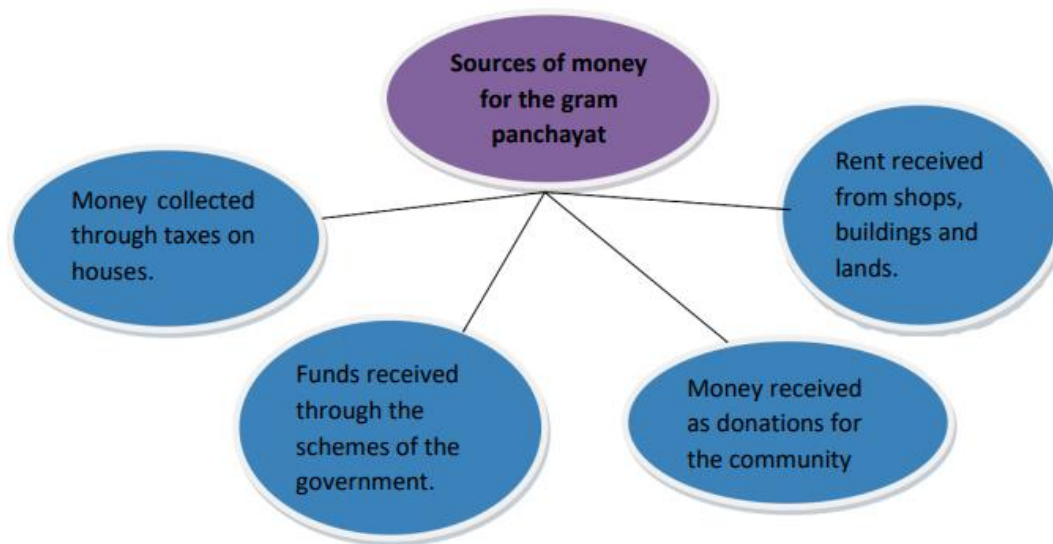 Sources of money
for the gram
panchayat
Money collected
through taxes on
houses.
Rent received
from shops,
buildings and
lands.
Funds received
through the
schemes of the
government.
Money received
as donations for
the community